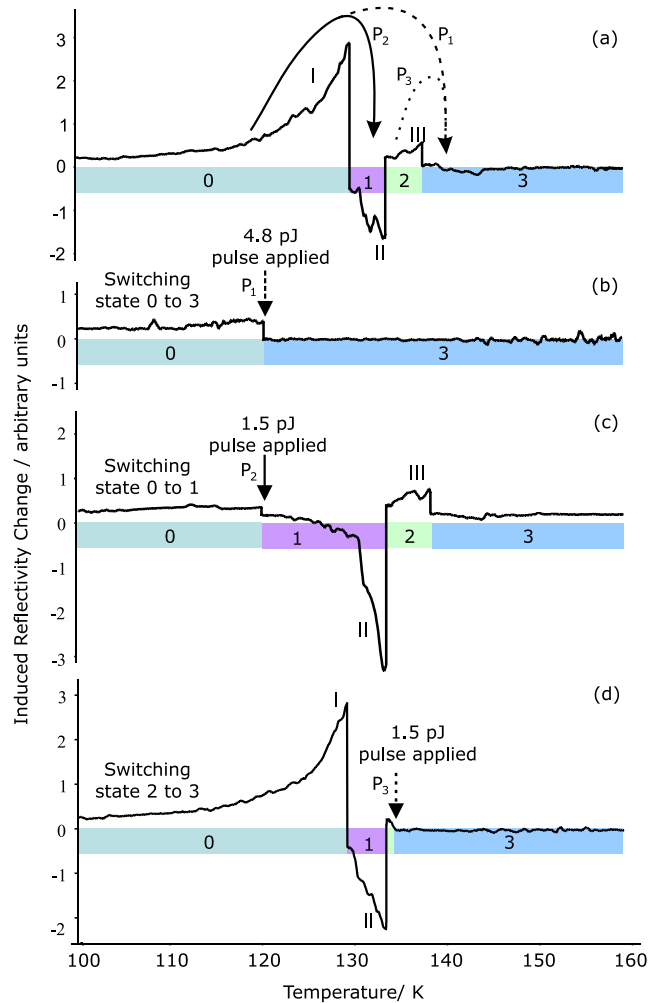 Induced Reflectivity Change / arbitrary units
(a)
3
2
1
0
-1
-2
I
P2
P1
P3
III
II
0
1
2
3
(b)
4.8 pJ
pulse applied
P1
Switching
state 0 to 3
1
0
-1
0
3
(c)
1.5 pJ
pulse applied
P2
Switching
state 0 to 1
2
1
0
-1
-2
-3
III
II
0
1
2
3
(d)
1.5 pJ
pulse applied
P3
Switching
state 2 to 3
3
2
1
0
-1
-2
I
II
0
1
3
100 110 120 130 140 150 160
Temperature/ K